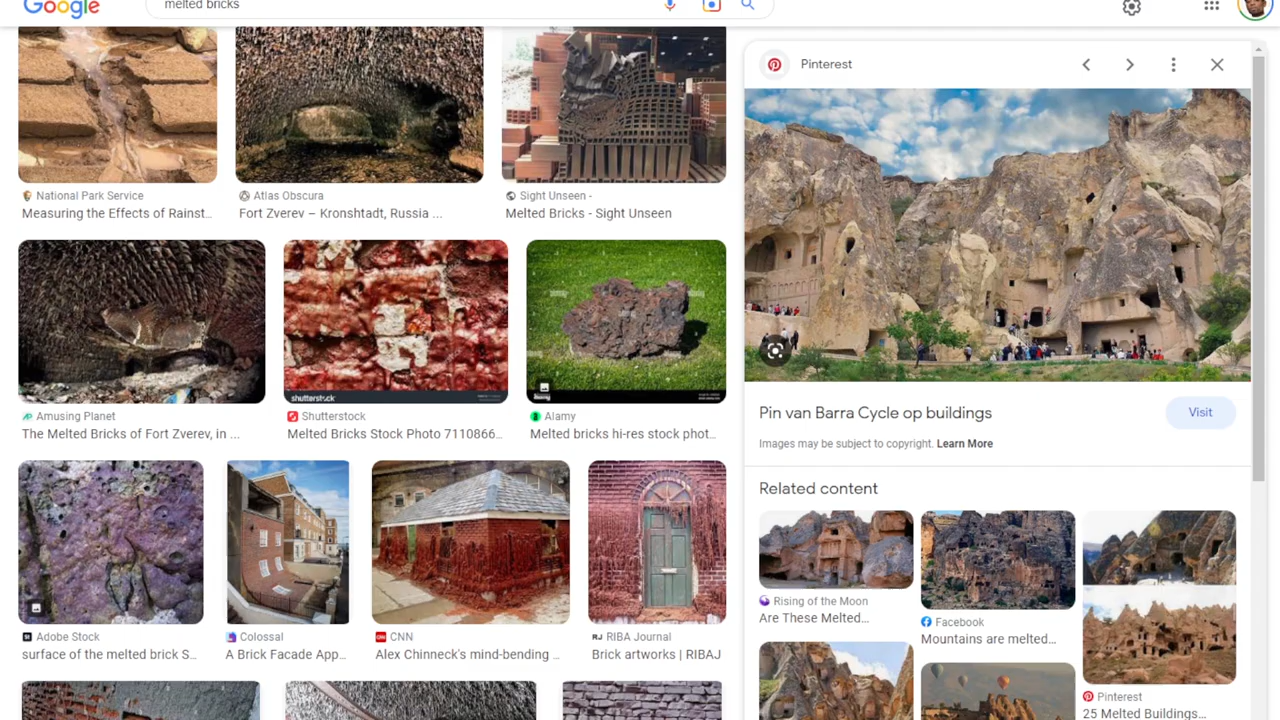 Google
melted bricks
National Park Service
Measuring the Effects of Rainst...
Atlas Obscura
Fort Zverev – Kronshtadt, Russia ...
Sight Unseen -
Melted Bricks - Sight Unseen
Amusing Planet
The Melted Bricks of Fort Zverev, in ...
shutterstock
Shutterstock
Melted Bricks Stock Photo 7110866...
Alamy
Melted bricks hi-res stock phot...
Adobe Stock
surface of the melted brick S...
Colossal
A Brick Facade App...
CNN
Alex Chinneck's mind-bending ...
RIBA Journal
Brick artworks | RIBAJ
Pinterest
Pin van Barra Cycle op buildings
Visit
Images may be subject to copyright. Learn More
Related content
Rising of the Moon
Are These Melted...
Facebook
Mountains are melted...
Pinterest
25 Melted Buildings...